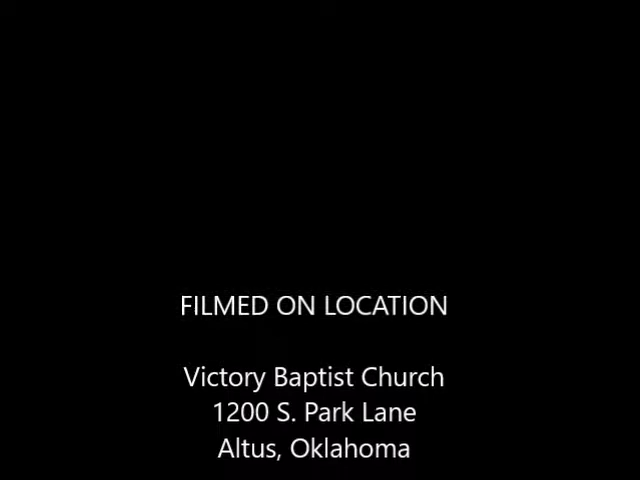 FILMED ON LOCATION
Victory Baptist Church
1200 S. Park Lane
Altus, Oklahoma